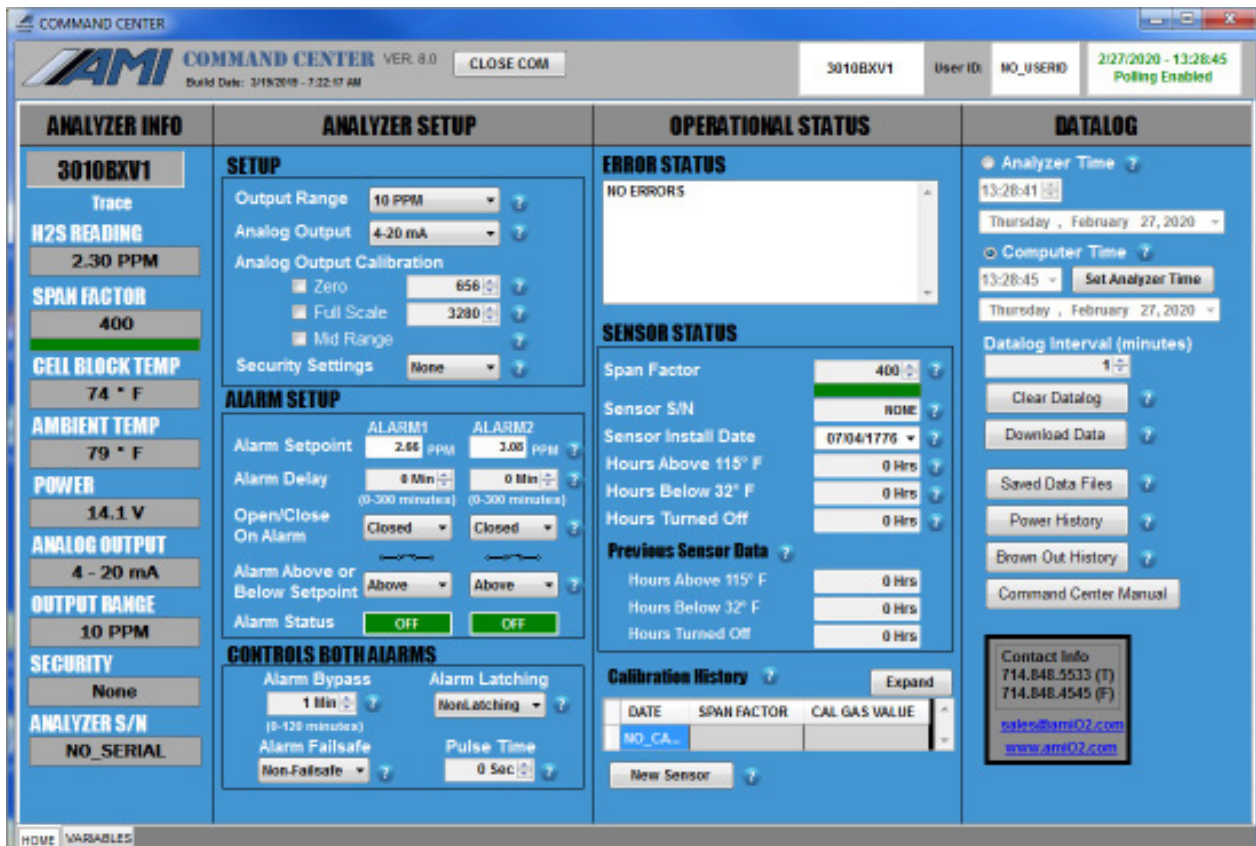 COMMAND CENTER
AMI
COMMAND CENTER VER. 8.0
Build Date: 3/19/2019 - 7:22:17 AM
CLOSE COM
3010BXV1
User ID:
NO_USERID
2/27/2020 - 13:28:45
Polling Enabled
ANALYZER INFO
3010BXV1
Trace
H2S READING
2.30 PPM
SPAN FACTOR
400
CELL BLOCK TEMP
74 ° F
AMBIENT TEMP
79 ° F
POWER
14.1 V
ANALOG OUTPUT
4 - 20 mA
OUTPUT RANGE
10 PPM
SECURITY
None
ANALYZER S/N
NO_SERIAL
ANALYZER SETUP
SETUP
Output Range 10 PPM ?
Analog Output 4-20 mA ?
Analog Output Calibration
Zero 656 ?
Full Scale 3280 ?
Mid Range ?
Security Settings None ?
ALARM SETUP
ALARM1 ALARM2
Alarm Setpoint 2.66 PPM 3.08 PPM ?
Alarm Delay 0 Min 0 Min ?
(0-300 minutes) (0-300 minutes)
Open/Close
On Alarm Closed Closed ?
Alarm Above or
Below Setpoint Above Above ?
Alarm Status OFF OFF
CONTROLS BOTH ALARMS
Alarm Bypass Alarm Latching
1 Min ? NonLatching ?
(0-120 minutes)
Alarm Failsafe Pulse Time
Non-Failsafe ? 0 Sec ?
OPERATIONAL STATUS
ERROR STATUS
NO ERRORS
SENSOR STATUS
Span Factor 400 ?
Sensor S/N NONE ?
Sensor Install Date 07/04/1776 ?
Hours Above 115° F 0 Hrs ?
Hours Below 32° F 0 Hrs ?
Hours Turned Off 0 Hrs ?
Previous Sensor Data ?
Hours Above 115° F 0 Hrs
Hours Below 32° F 0 Hrs
Hours Turned Off 0 Hrs
Calibration History ? Expand
DATE SPAN FACTOR CAL GAS VALUE
NO_CA...
New Sensor ?
DATALOG
Analyzer Time ?
13:28:41
Thursday , February 27, 2020
Computer Time ?
13:28:45 Set Analyzer Time
Thursday , February 27, 2020
Datalog Interval (minutes)
1
Clear Datalog ?
Download Data ?
Saved Data Files ?
Power History ?
Brown Out History ?
Command Center Manual
Contact Info
714.848.5533 (T)
714.848.4545 (F)
sales@amiO2.com
www.amiO2.com
HOME VARIABLES